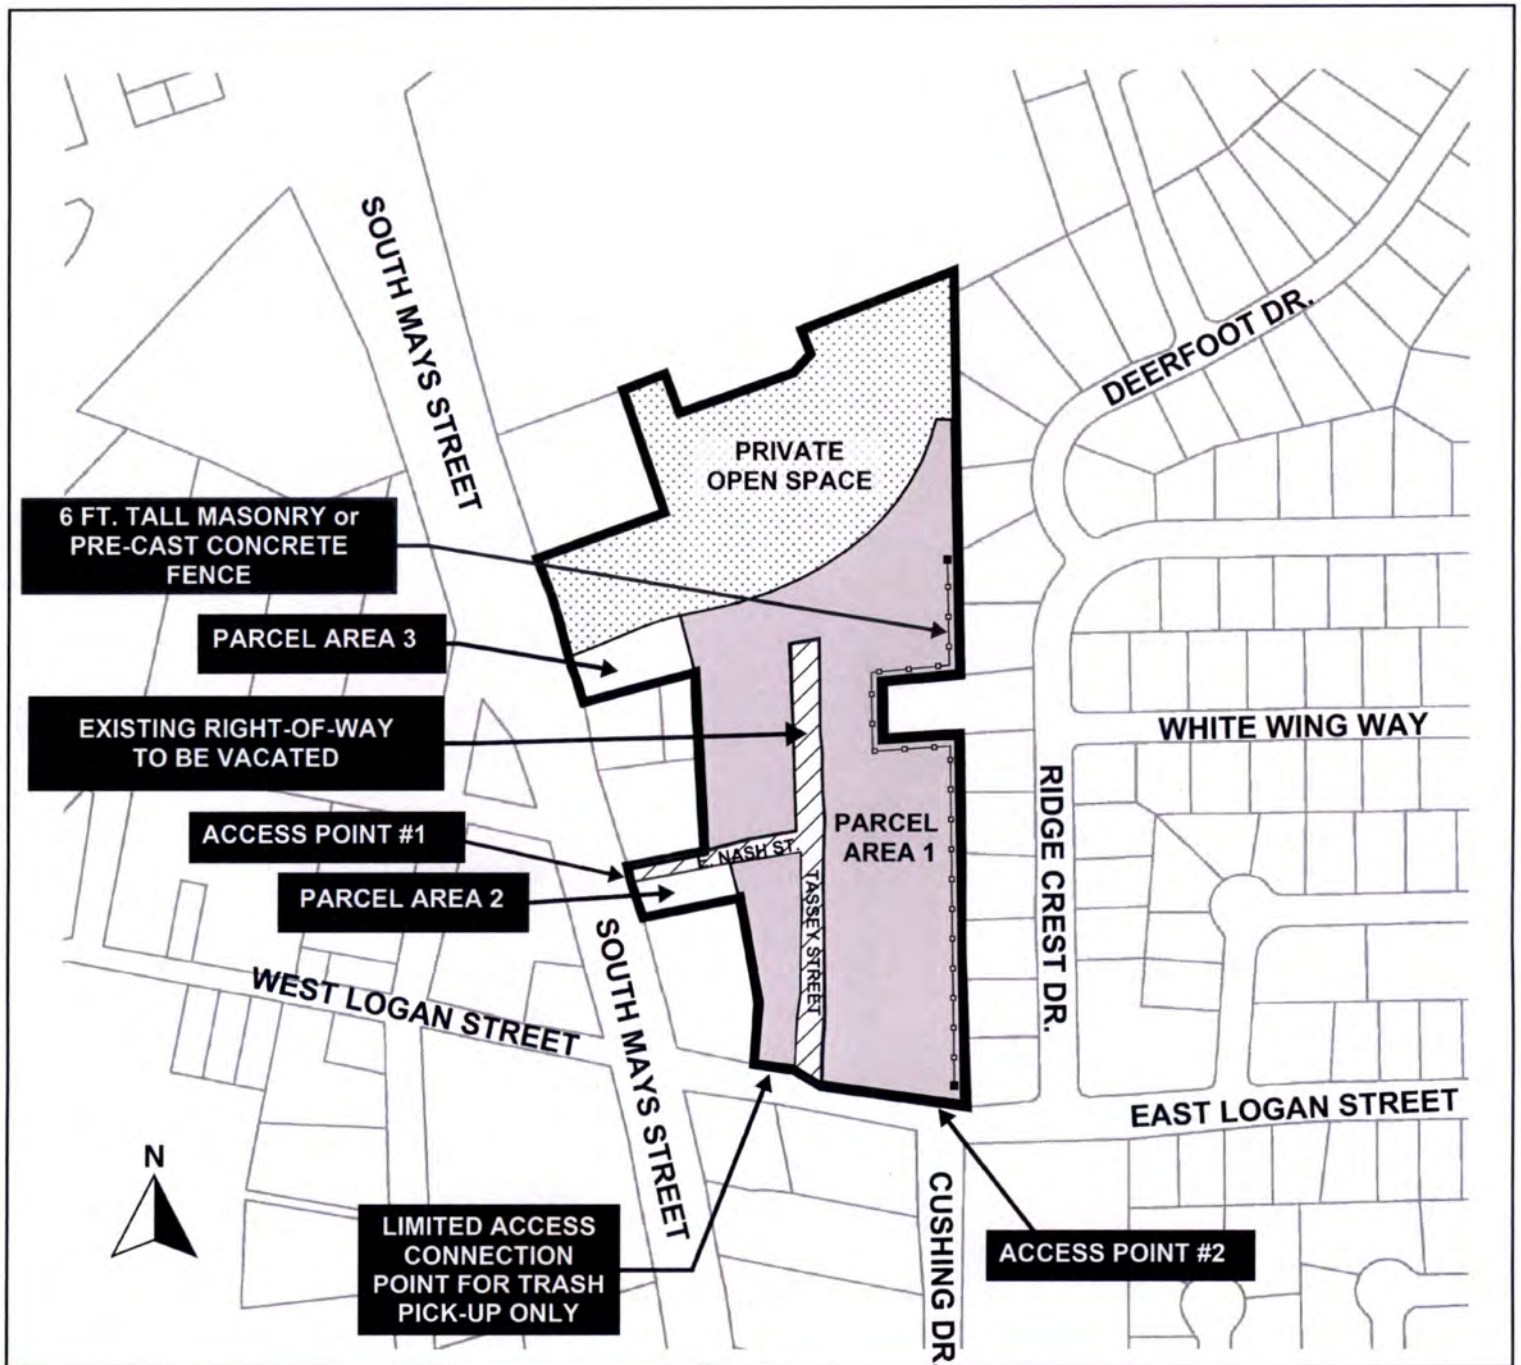 SOUTH MAYS STREET
DEERFOOT DR.
PRIVATE
OPEN SPACE
6 FT. TALL MASONRY or
PRE-CAST CONCRETE
FENCE
PARCEL AREA 3
EXISTING RIGHT-OF-WAY
TO BE VACATED
WHITE WING WAY
ACCESS POINT #1
PARCEL
AREA 1
E. NASH ST.
RIDGE CREST DR.
PARCEL AREA 2
TASSEY STREET
WEST LOGAN STREET
SOUTH MAYS STREET
EAST LOGAN STREET
N
LIMITED ACCESS
CONNECTION
POINT FOR TRASH
PICK-UP ONLY
CUSHING DR
ACCESS POINT #2